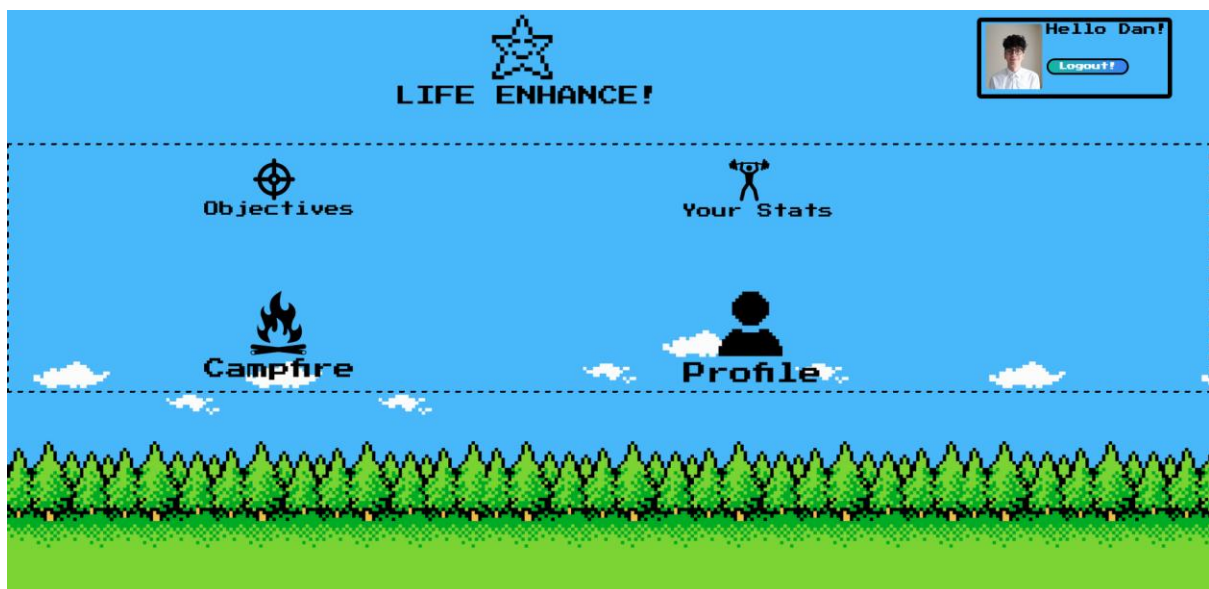 Hello Dan!
Logout!
LIFE ENHANCE!
Objectives
Your Stats
Campfire
Profile